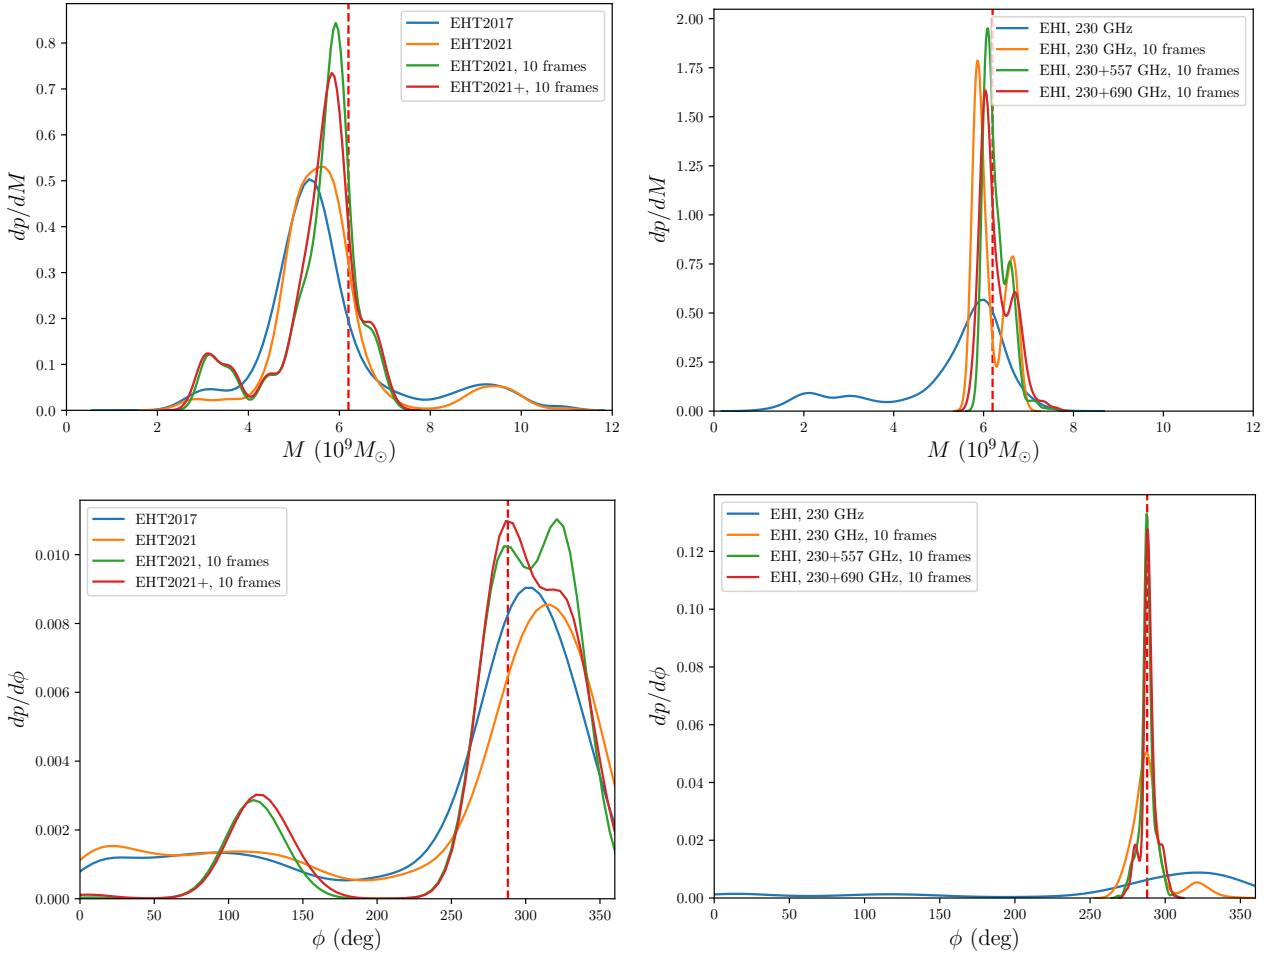 EHT2017
EHT2021
EHT2021, 10 frames
EHT2021+, 10 frames
dp/dM
0.8
0.7
0.6
0.5
0.4
0.3
0.2
0.1
0.0
0 2 4 6 8 10 12
M (10⁹M☉)
EHI, 230 GHz
EHI, 230 GHz, 10 frames
EHI, 230+557 GHz, 10 frames
EHI, 230+690 GHz, 10 frames
dp/dM
2.00
1.75
1.50
1.25
1.00
0.75
0.50
0.25
0.00
0 2 4 6 8 10 12
M (10⁹M☉)
EHT2017
EHT2021
EHT2021, 10 frames
EHT2021+, 10 frames
dp/dϕ
0.010
0.008
0.006
0.004
0.002
0.000
0 50 100 150 200 250 300 350
ϕ (deg)
EHI, 230 GHz
EHI, 230 GHz, 10 frames
EHI, 230+557 GHz, 10 frames
EHI, 230+690 GHz, 10 frames
dp/dϕ
0.12
0.10
0.08
0.06
0.04
0.02
0.00
0 50 100 150 200 250 300 350
ϕ (deg)